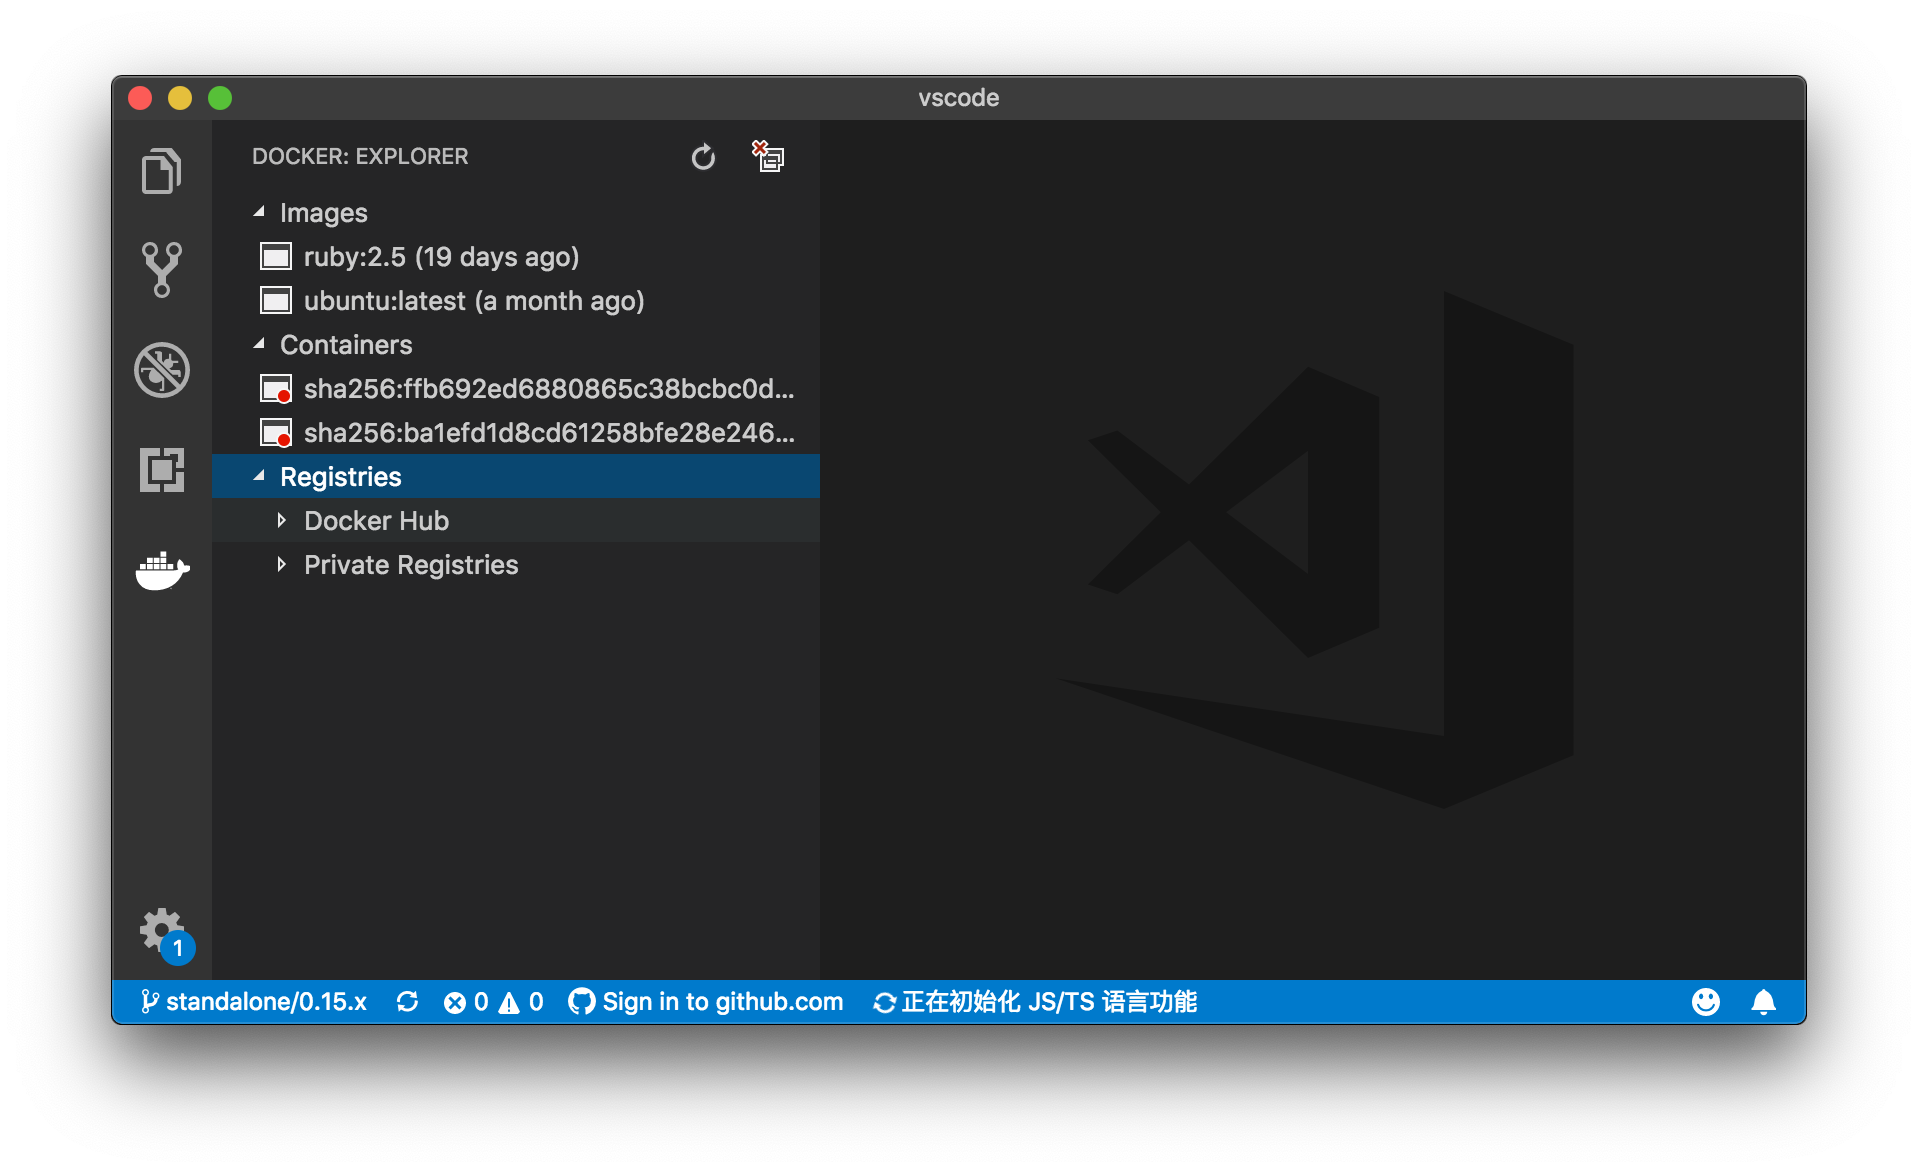 vscode
DOCKER: EXPLORER
Images
ruby:2.5 (19 days ago)
ubuntu:latest (a month ago)
Containers
sha256:ffb692ed6880865c38bcbc0d...
sha256:ba1efd1d8cd61258bfe28e246...
Registries
Docker Hub
Private Registries
1
standalone/0.15.x 0 0 Sign in to github.com 正在初始化 JS/TS 语言功能